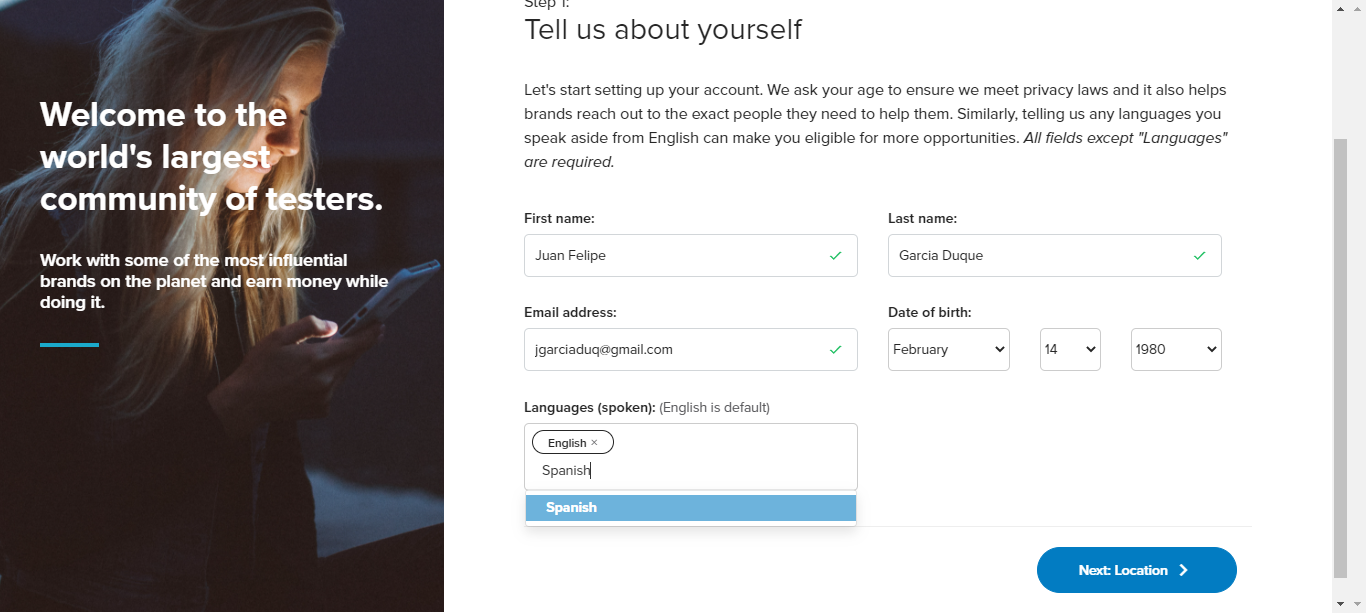 Step 1:
Tell us about yourself
Welcome to the
world's largest
community of testers.
Work with some of the most influential
brands on the planet and earn money while
doing it.
Let's start setting up your account. We ask your age to ensure we meet privacy laws and it also helps
brands reach out to the exact people they need to help them. Similarly, telling us any languages you
speak aside from English can make you eligible for more opportunities. All fields except "Languages"
are required.
First name:
Last name:
Juan Felipe
Garcia Duque
Email address:
Date of birth:
jgarciaduq@gmail.com
February
14
1980
Languages (spoken): (English is default)
English ×
Spanish
Spanish
Next: Location